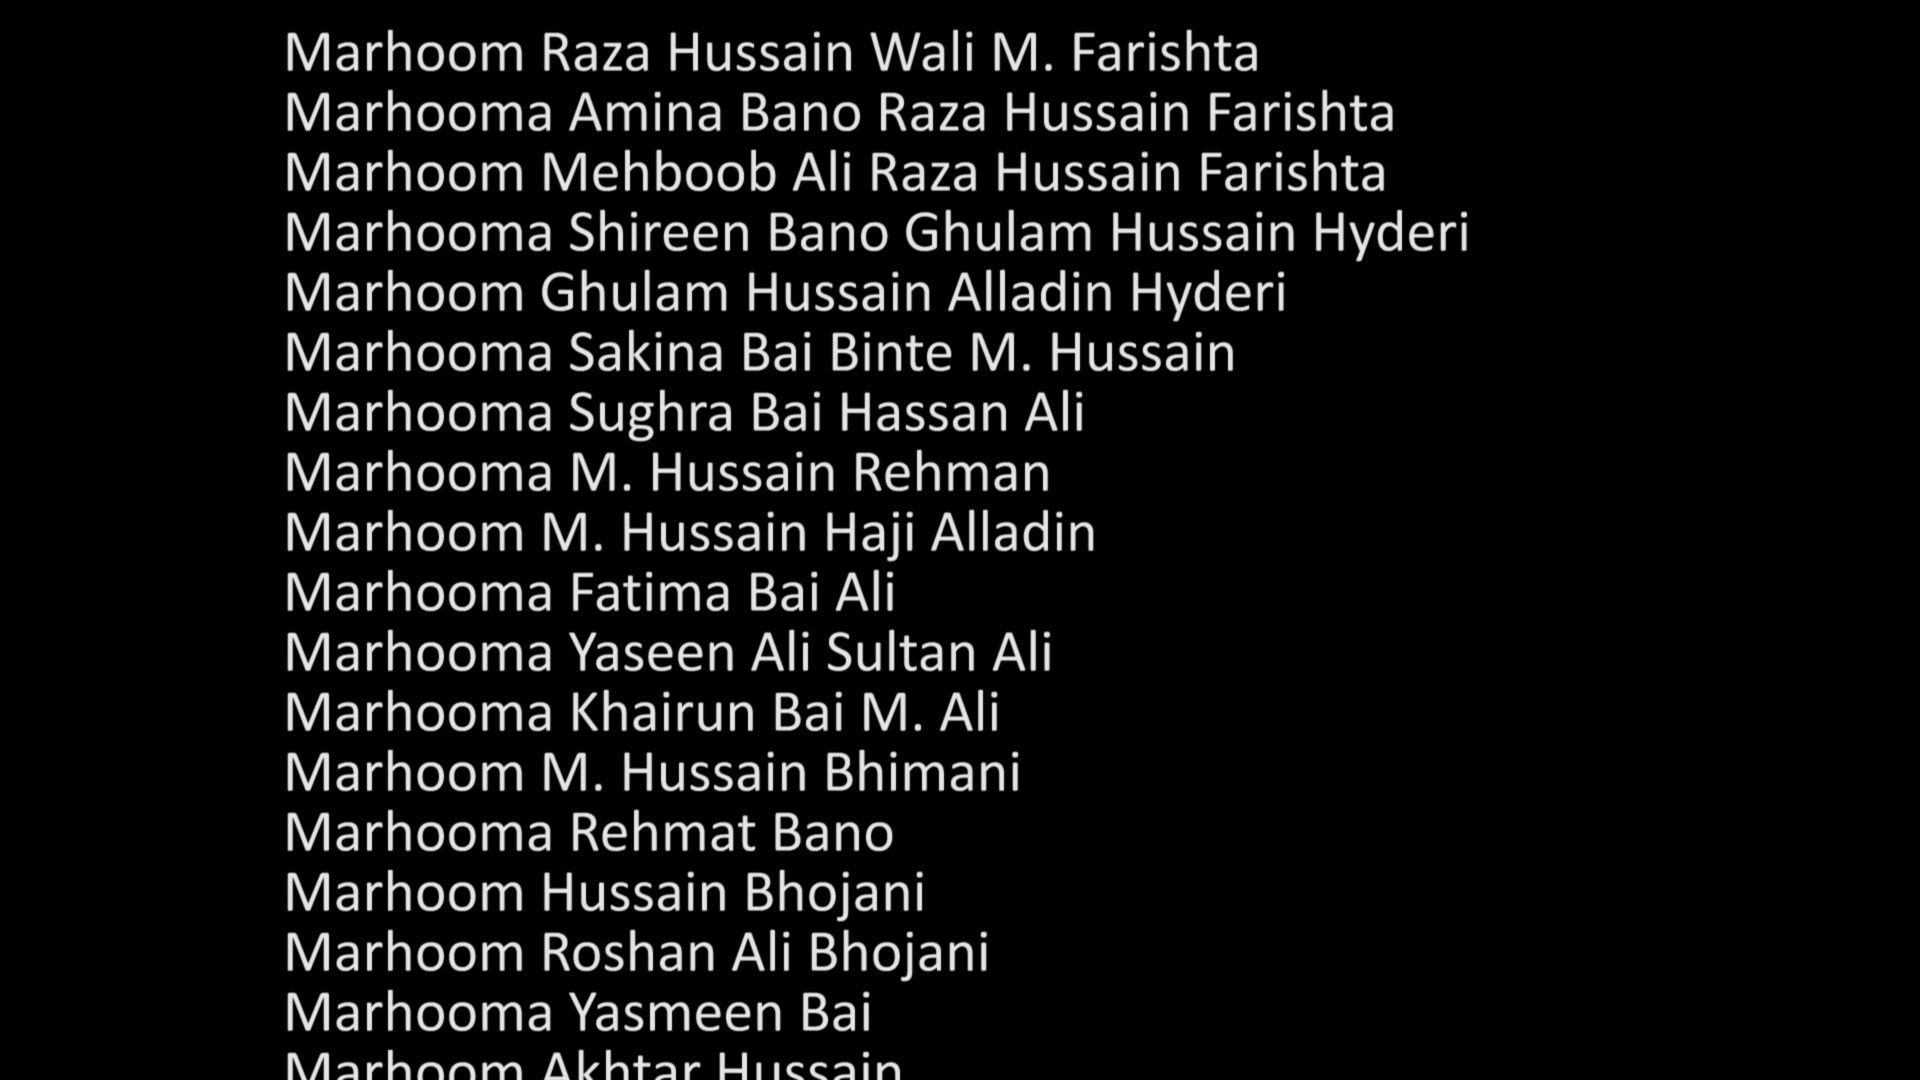 Marhoom Raza Hussain Wali M. Farishta
Marhooma Amina Bano Raza Hussain Farishta
Marhoom Mehboob Ali Raza Hussain Farishta
Marhooma Shireen Bano Ghulam Hussain Hyderi
Marhoom Ghulam Hussain Alladin Hyderi
Marhooma Sakina Bai Binte M. Hussain
Marhooma Sughra Bai Hassan Ali
Marhooma M. Hussain Rehman
Marhoom M. Hussain Haji Alladin
Marhooma Fatima Bai Ali
Marhooma Yaseen Ali Sultan Ali
Marhooma Khairun Bai M. Ali
Marhoom M. Hussain Bhimani
Marhooma Rehmat Bano
Marhoom Hussain Bhojani
Marhoom Roshan Ali Bhojani
Marhooma Yasmeen Bai
Marhoom Akhtar Hussain